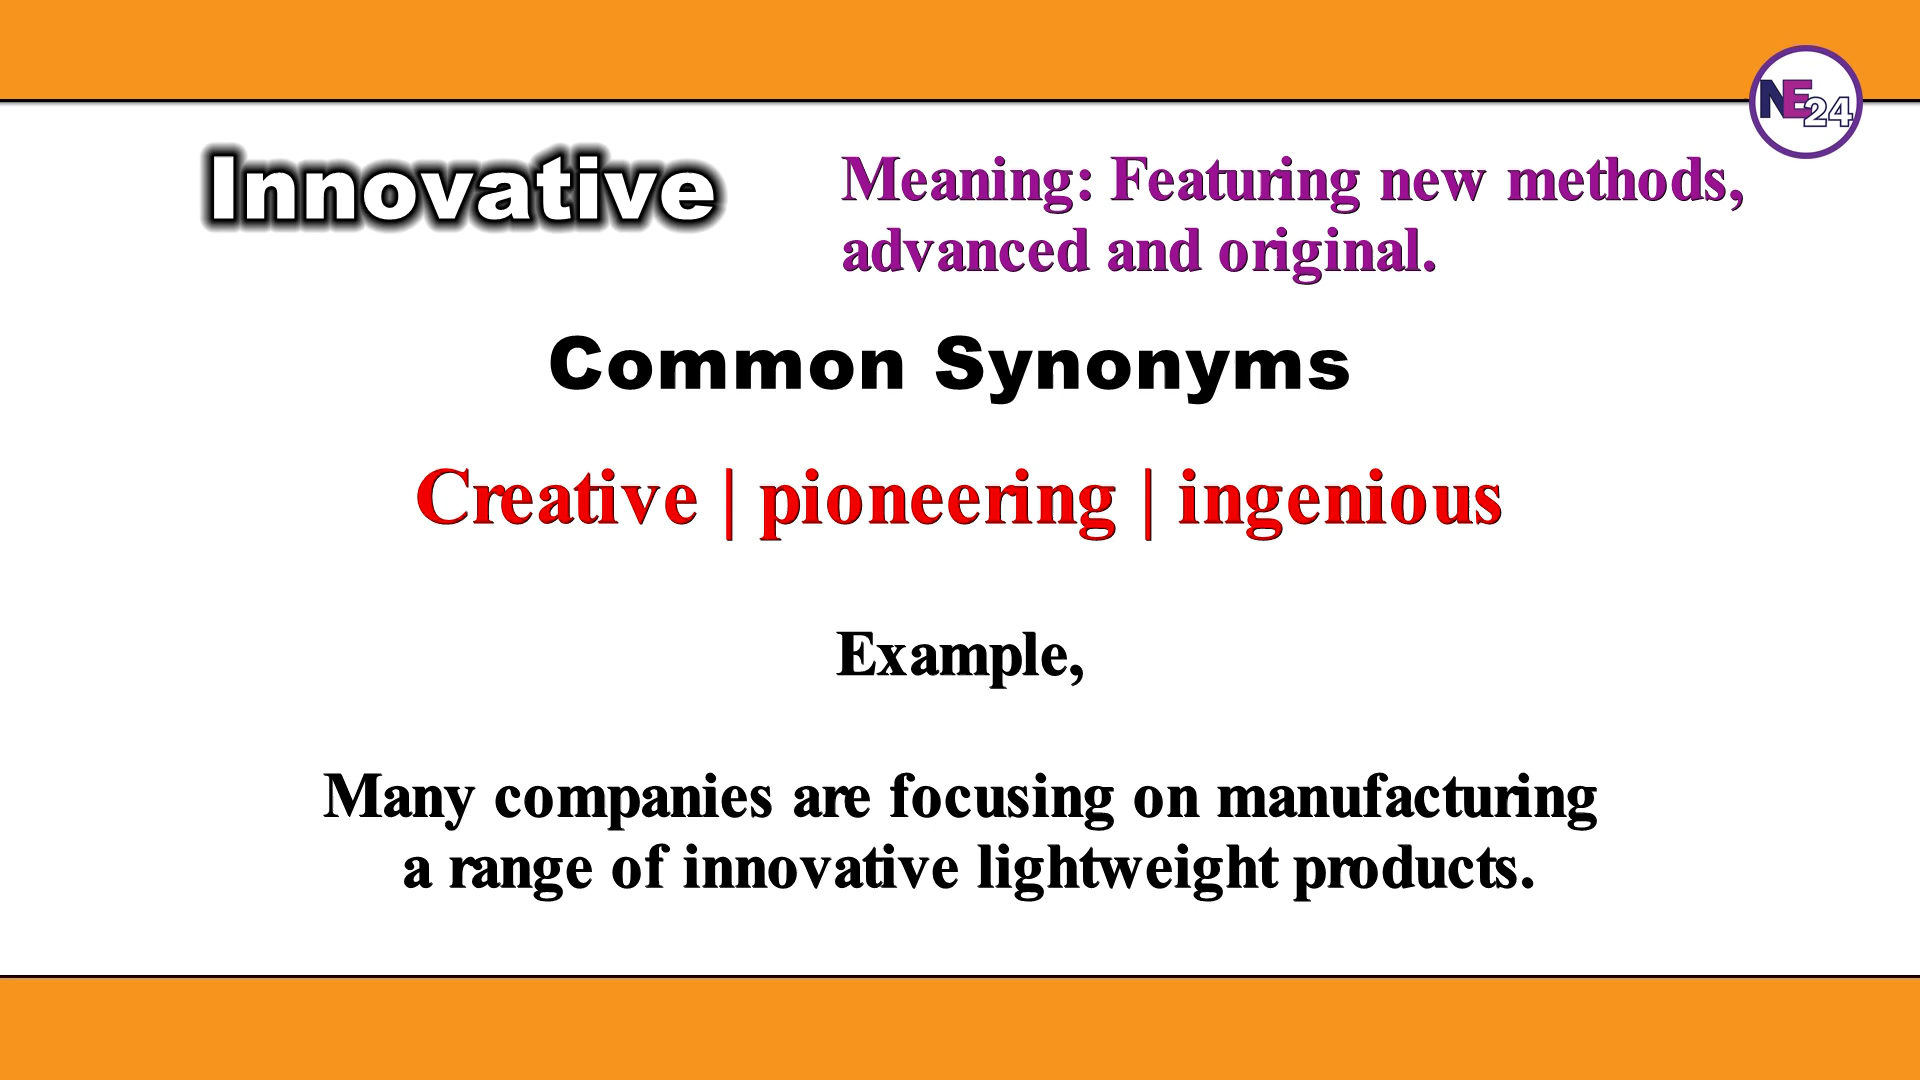 NE24
Innovative
Meaning: Featuring new methods,
advanced and original.
Common Synonyms
Creative | pioneering | ingenious
Example,
Many companies are focusing on manufacturing
a range of innovative lightweight products.